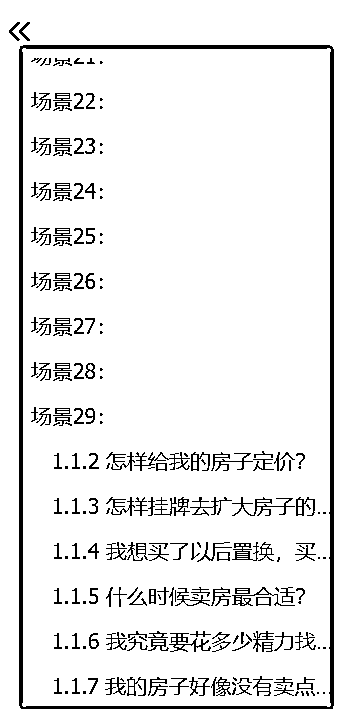 «
场景21：
场景22：
场景23：
场景24：
场景25：
场景26：
场景27：
场景28：
场景29：
1.1.2 怎样给我的房子定价？
1.1.3 怎样挂牌去扩大房子的...
1.1.4 我想买了以后置换，买...
1.1.5 什么时候卖房最合适？
1.1.6 我究竟要花多少精力找...
1.1.7 我的房子好像没有卖点...